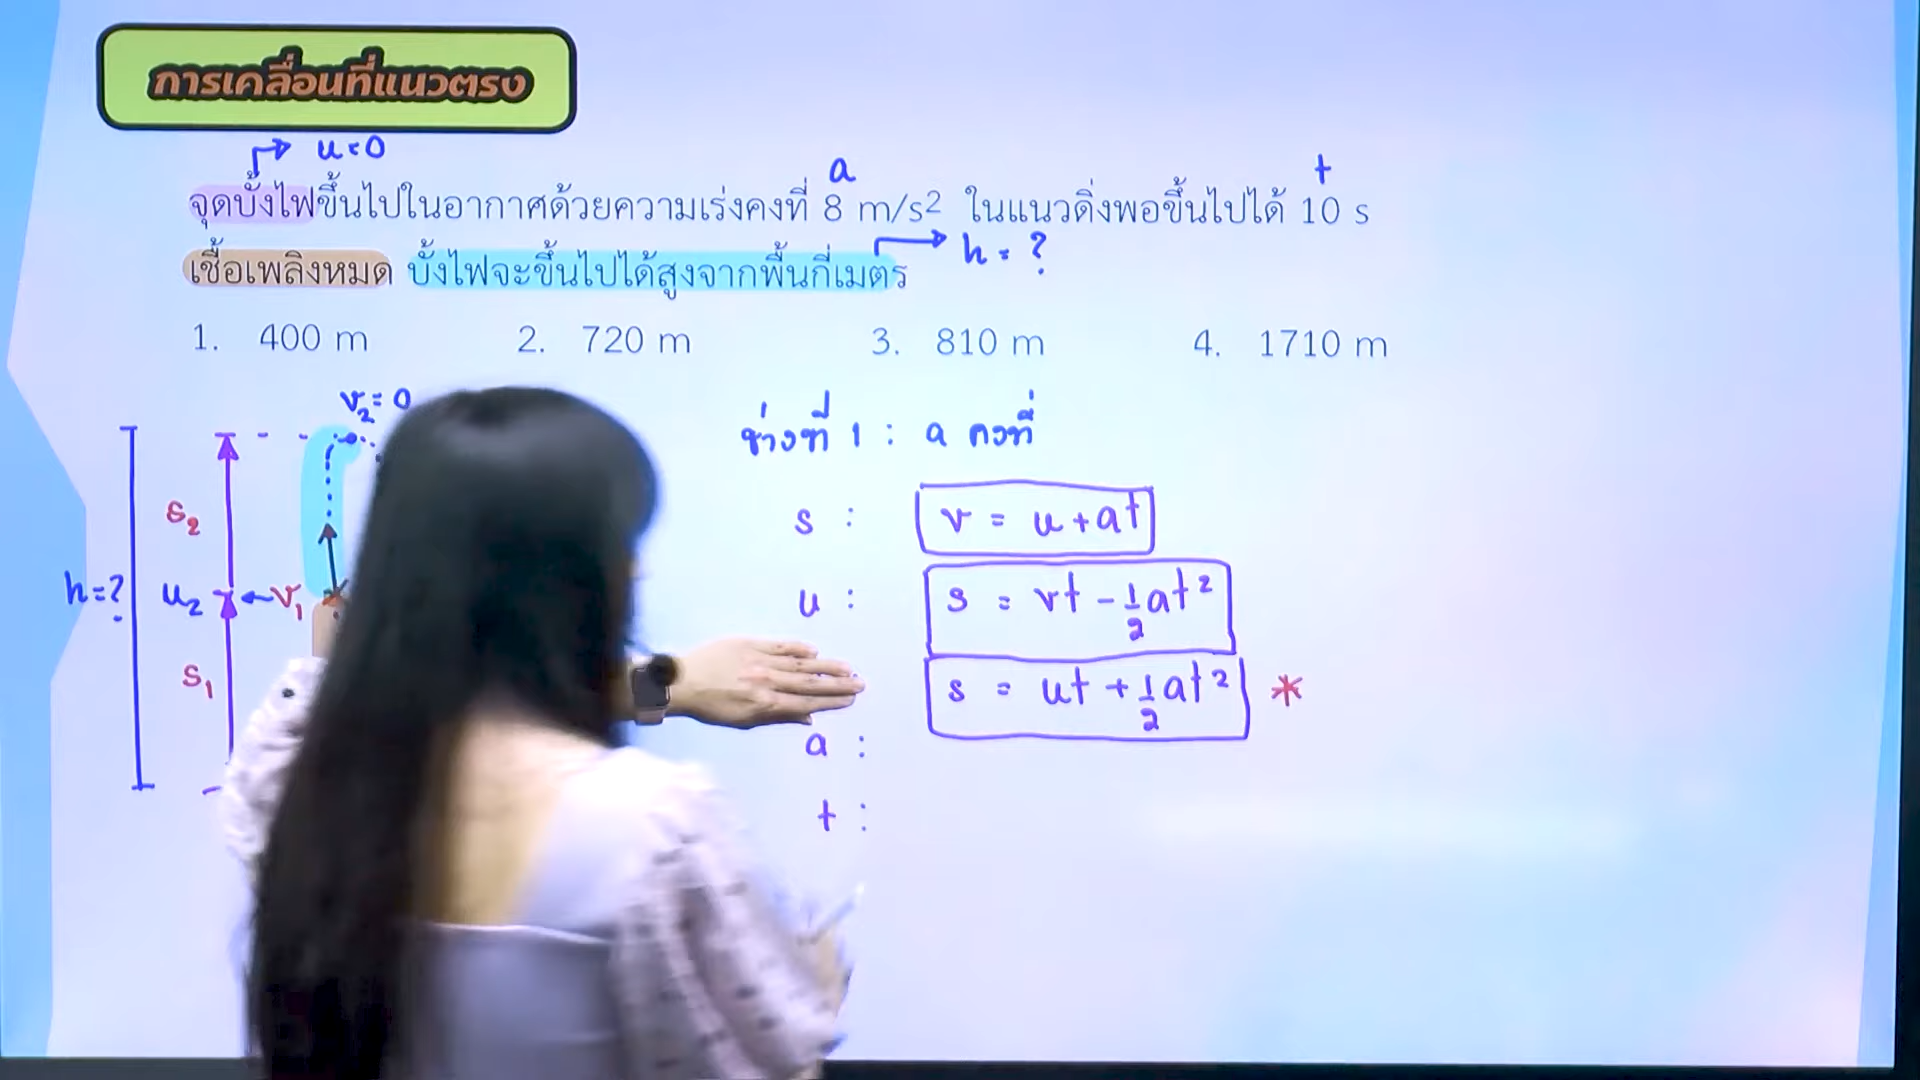 การเคลื่อนที่แนวตรง
u=0
a
t
จุดบั้งไฟขึ้นไปในอากาศด้วยความเร่งคงที่ 8 m/s2 ในแนวดิ่งพอขึ้นไปได้ 10 s
เชื้อเพลิงหมด บั้งไฟจะขึ้นไปได้สูงจากพื้นกี่เมตร
h = ?
1. 400 m 2. 720 m 3. 810 m 4. 1710 m
v₂=0
s₂
h=?
u₂
v₁
s₁
ช่วงที่ 1 : a คงที่
s : v = u+at
u : s = vt - ½at²
s = ut + ½at² *
a :
t :